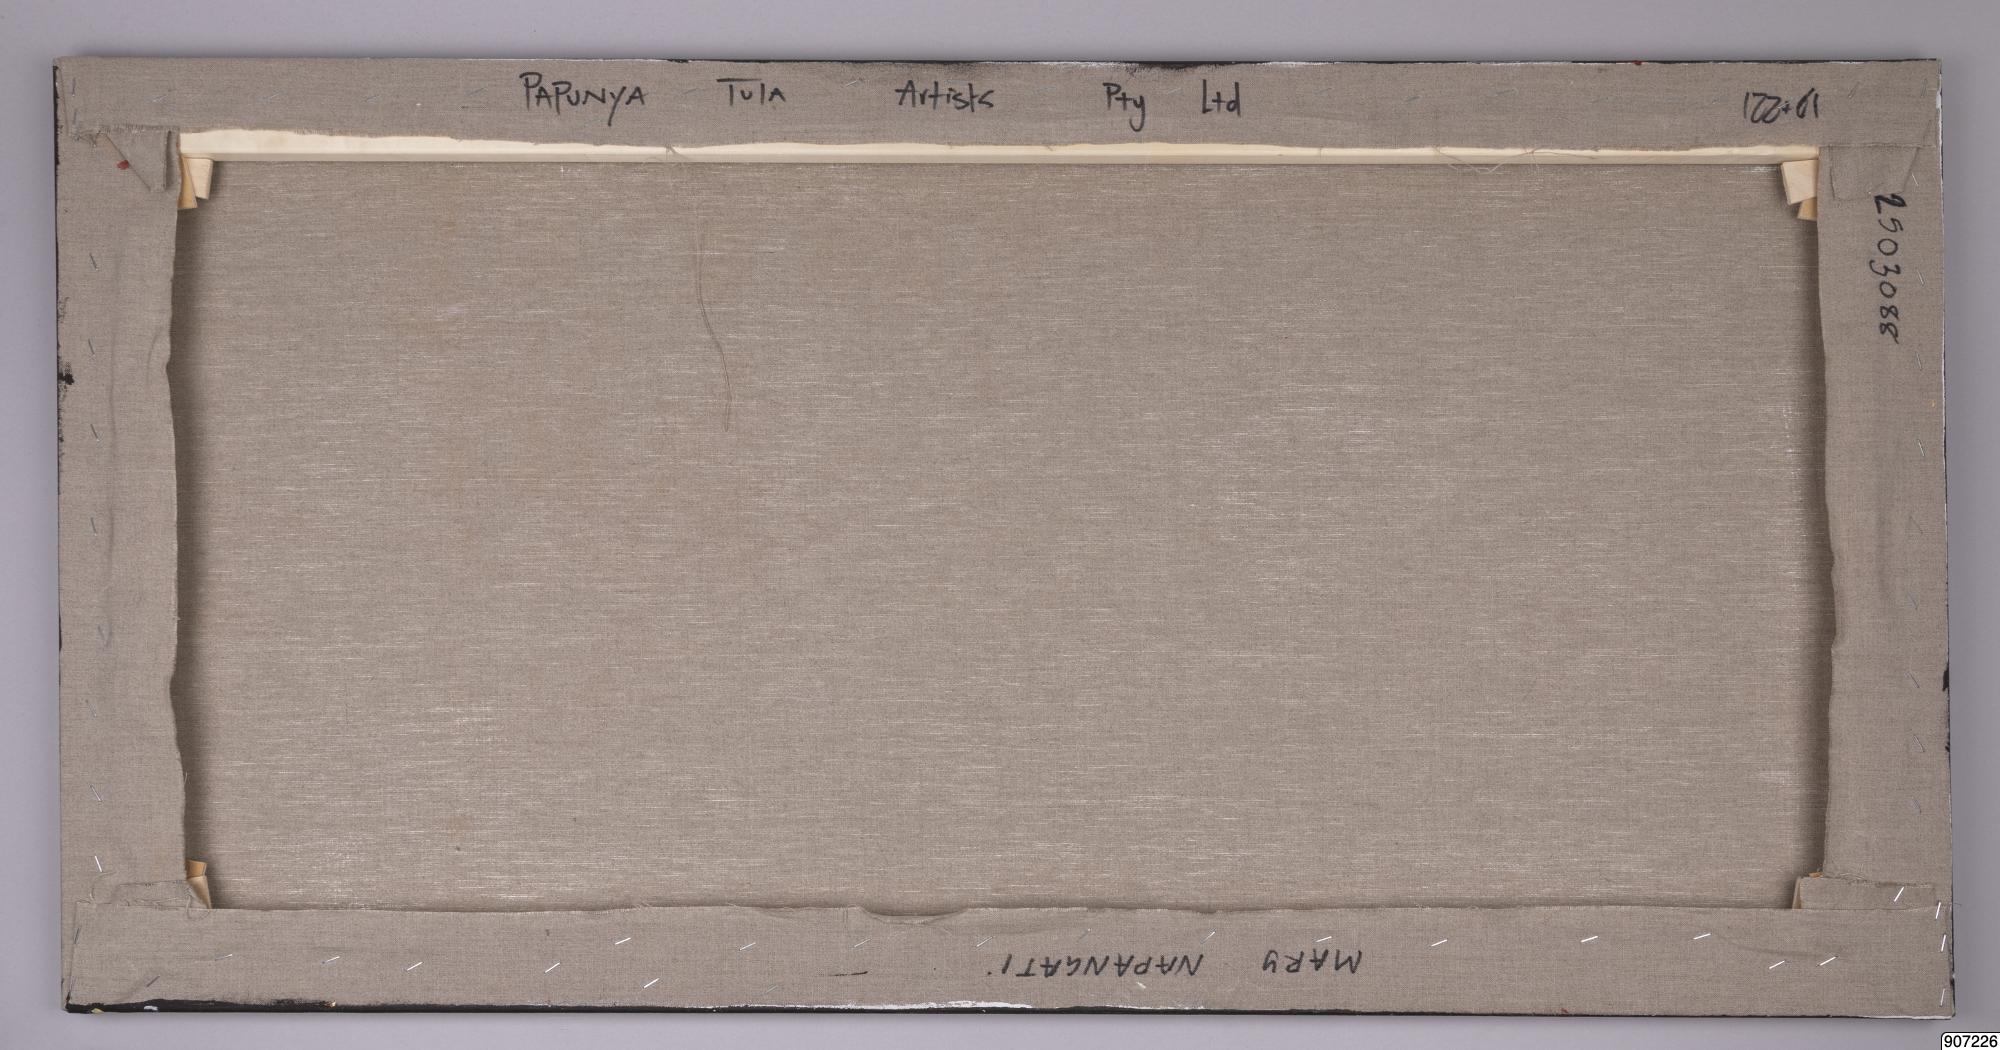 PAPUNYA TULA Artists Pty Ltd
122x61
2503088
MARY NAPANGATI.
907226